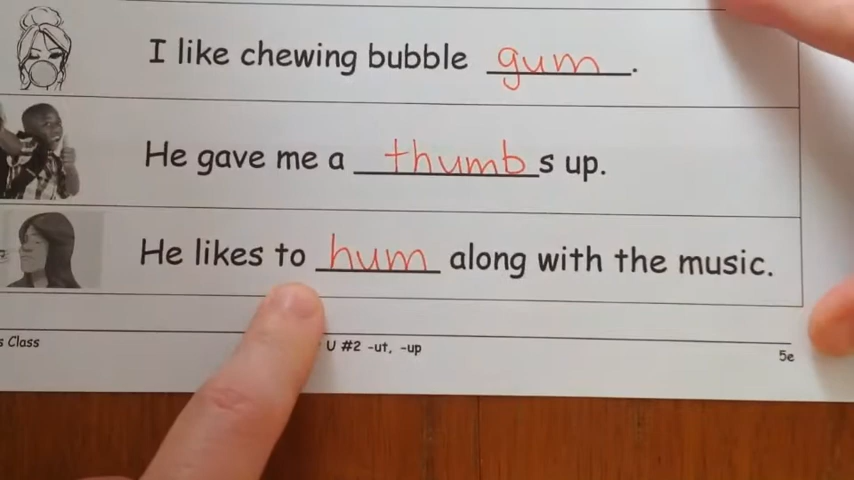 I like chewing bubble gum.
He gave me a thumbs up.
He likes to hum along with the music.
s Class U #2 -ut, -up 5e